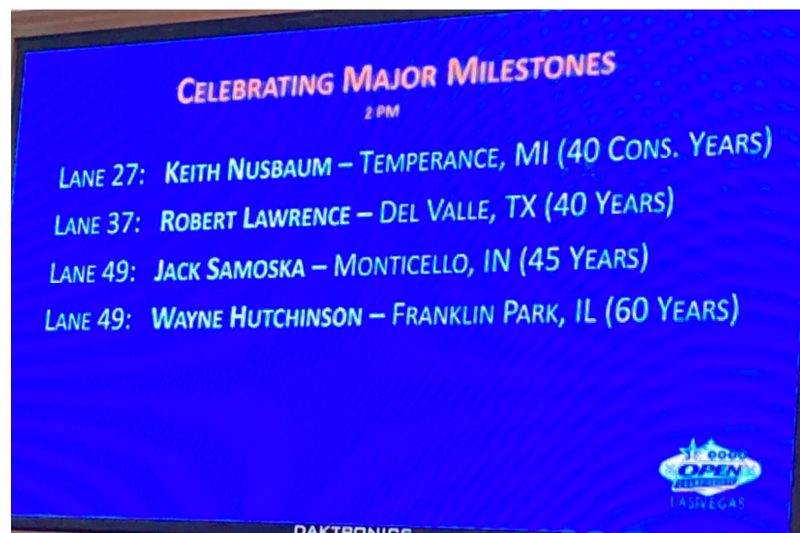 CELEBRATING MAJOR MILESTONES
2 PM
LANE 27: KEITH NUSBAUM – TEMPERANCE, MI (40 CONS. YEARS)
LANE 37: ROBERT LAWRENCE – DEL VALLE, TX (40 YEARS)
LANE 49: JACK SAMOSKA – MONTICELLO, IN (45 YEARS)
LANE 49: WAYNE HUTCHINSON – FRANKLIN PARK, IL (60 YEARS)
OPEN
CHAMPIONSHIPS
LAS VEGAS
DAKTRONICS